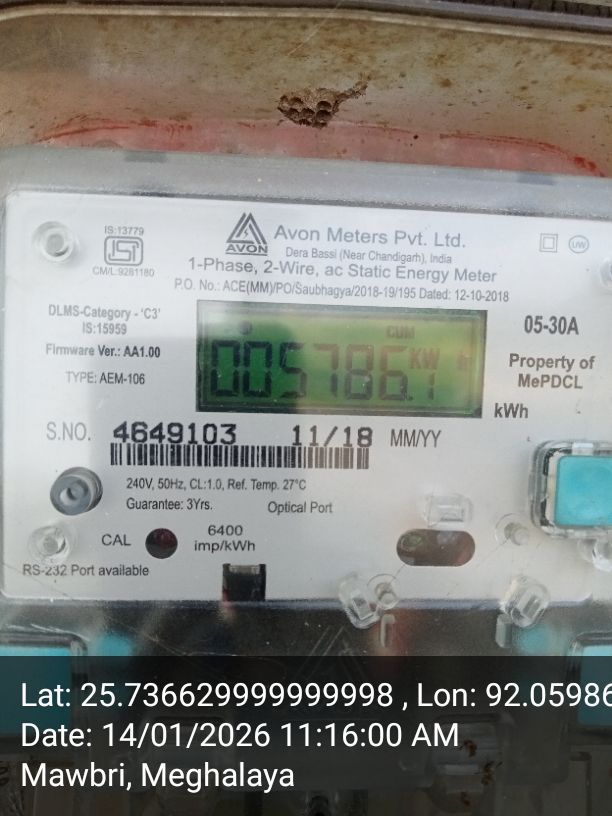 IS:13779
ISI
CM/L:9281180
AVON
Avon Meters Pvt. Ltd.
Dera Bassi (Near Chandigarh), India
1-Phase, 2-Wire, ac Static Energy Meter
P.O. No.: ACE(MM)/PO/Saubhagya/2018-19/195 Dated: 12-10-2018
UW
DLMS-Category - 'C3'
IS:15959
Firmware Ver.: AA1.00
TYPE: AEM-106
CUM
005786.1 KW H
05-30A
Property of
MePDCL
kWh
S.NO. 4649103 11/18 MM/YY
240V, 50Hz, CL:1.0, Ref. Temp. 27°C
Guarantee: 3Yrs. Optical Port
CAL 6400
imp/kWh
RS-232 Port available
Lat: 25.736629999999998 , Lon: 92.05986
Date: 14/01/2026 11:16:00 AM
Mawbri, Meghalaya